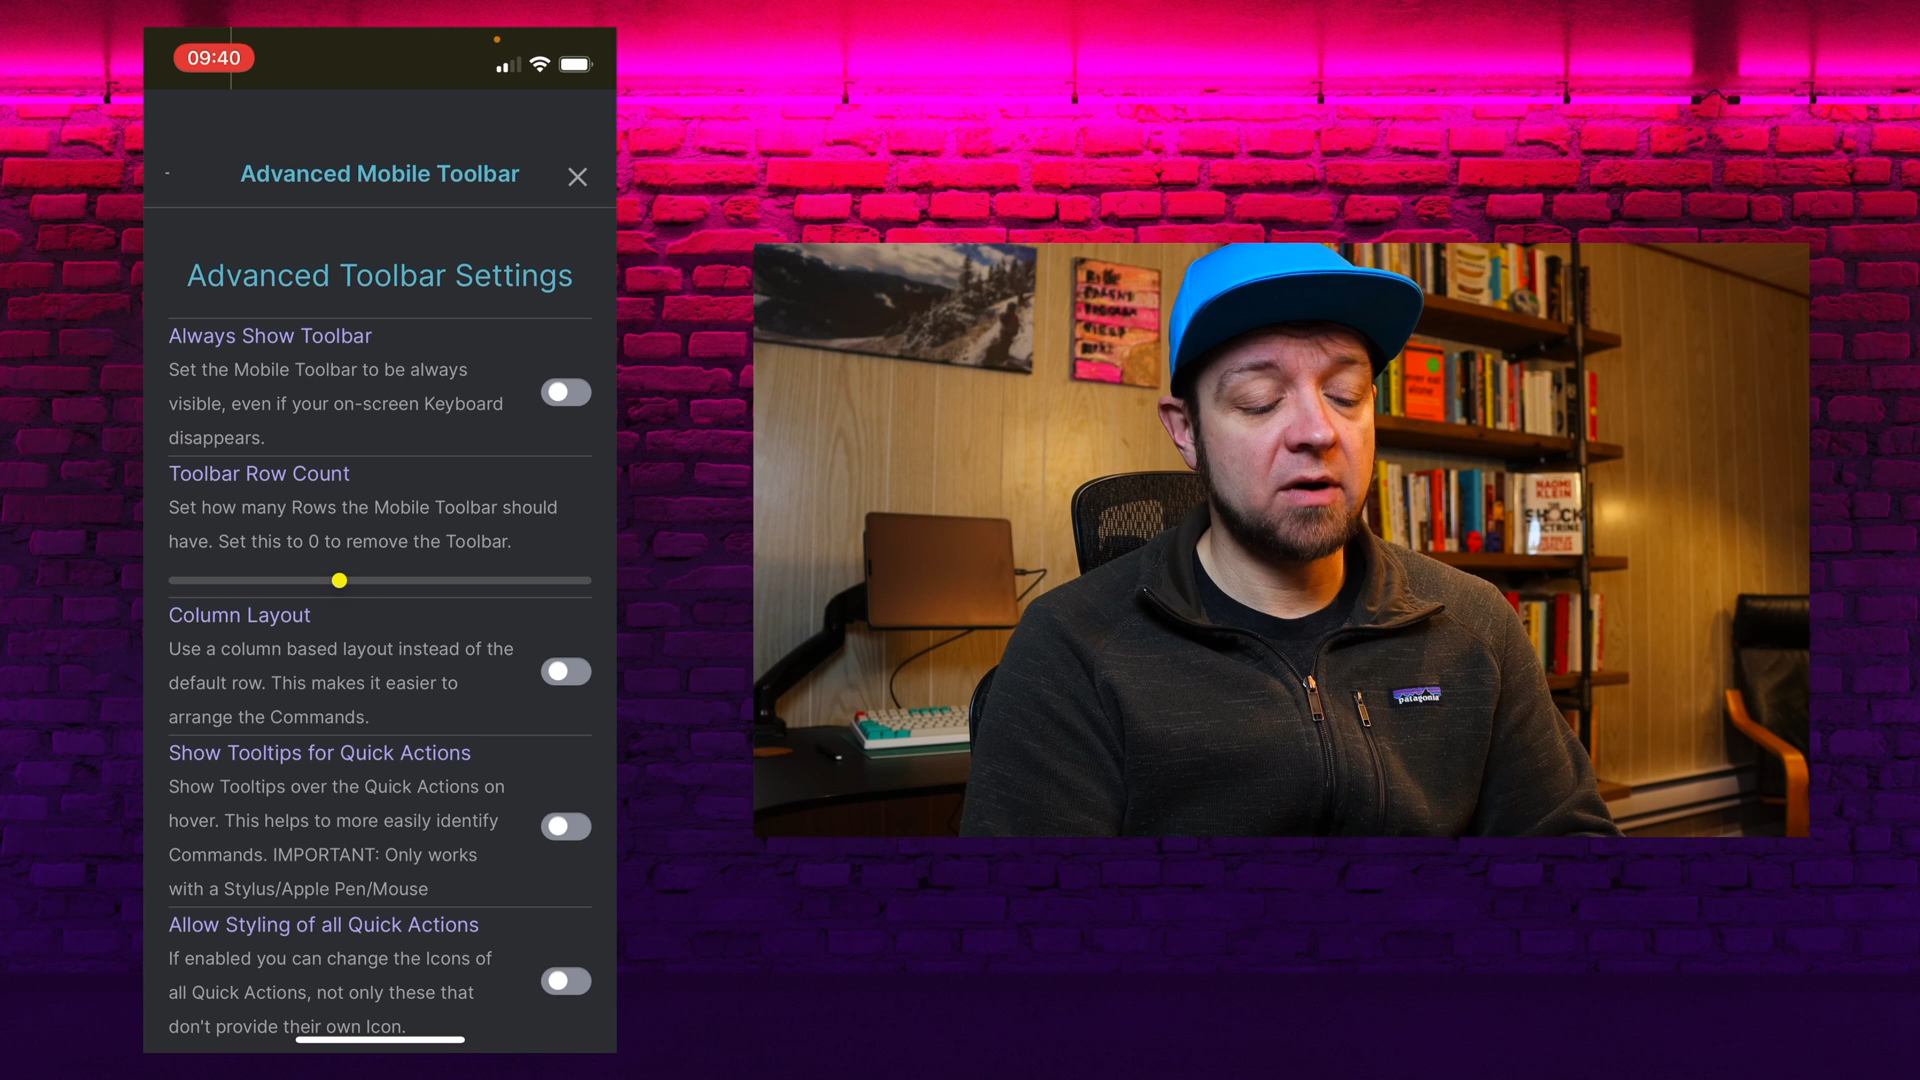 09:40
Advanced Mobile Toolbar
Advanced Toolbar Settings
Always Show Toolbar
Set the Mobile Toolbar to be always
visible, even if your on-screen Keyboard
disappears.
Toolbar Row Count
Set how many Rows the Mobile Toolbar should
have. Set this to 0 to remove the Toolbar.
Column Layout
Use a column based layout instead of the
default row. This makes it easier to
arrange the Commands.
Show Tooltips for Quick Actions
Show Tooltips over the Quick Actions on
hover. This helps to more easily identify
Commands. IMPORTANT: Only works
with a Stylus/Apple Pen/Mouse
Allow Styling of all Quick Actions
If enabled you can change the Icons of
all Quick Actions, not only these that
don't provide their own Icon.
never eat
alone
NAOMI
KLEIN
SHOCK
DOCTRINE
patagonia